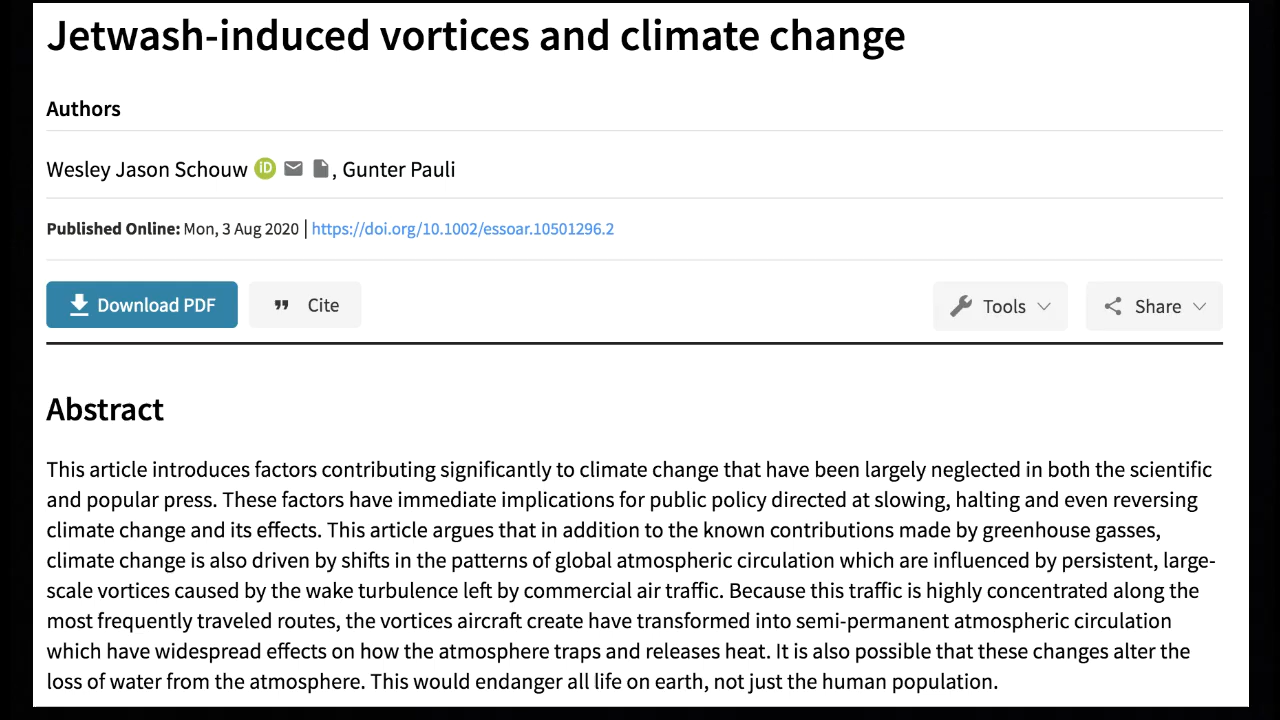 Jetwash-induced vortices and climate change
Authors
Wesley Jason Schouw iD , Gunter Pauli
Published Online: Mon, 3 Aug 2020 | https://doi.org/10.1002/essoar.10501296.2
Download PDF
Cite
Tools
Share
Abstract
This article introduces factors contributing significantly to climate change that have been largely neglected in both the scientific
and popular press. These factors have immediate implications for public policy directed at slowing, halting and even reversing
climate change and its effects. This article argues that in addition to the known contributions made by greenhouse gasses,
climate change is also driven by shifts in the patterns of global atmospheric circulation which are influenced by persistent, large-
scale vortices caused by the wake turbulence left by commercial air traffic. Because this traffic is highly concentrated along the
most frequently traveled routes, the vortices aircraft create have transformed into semi-permanent atmospheric circulation
which have widespread effects on how the atmosphere traps and releases heat. It is also possible that these changes alter the
loss of water from the atmosphere. This would endanger all life on earth, not just the human population.